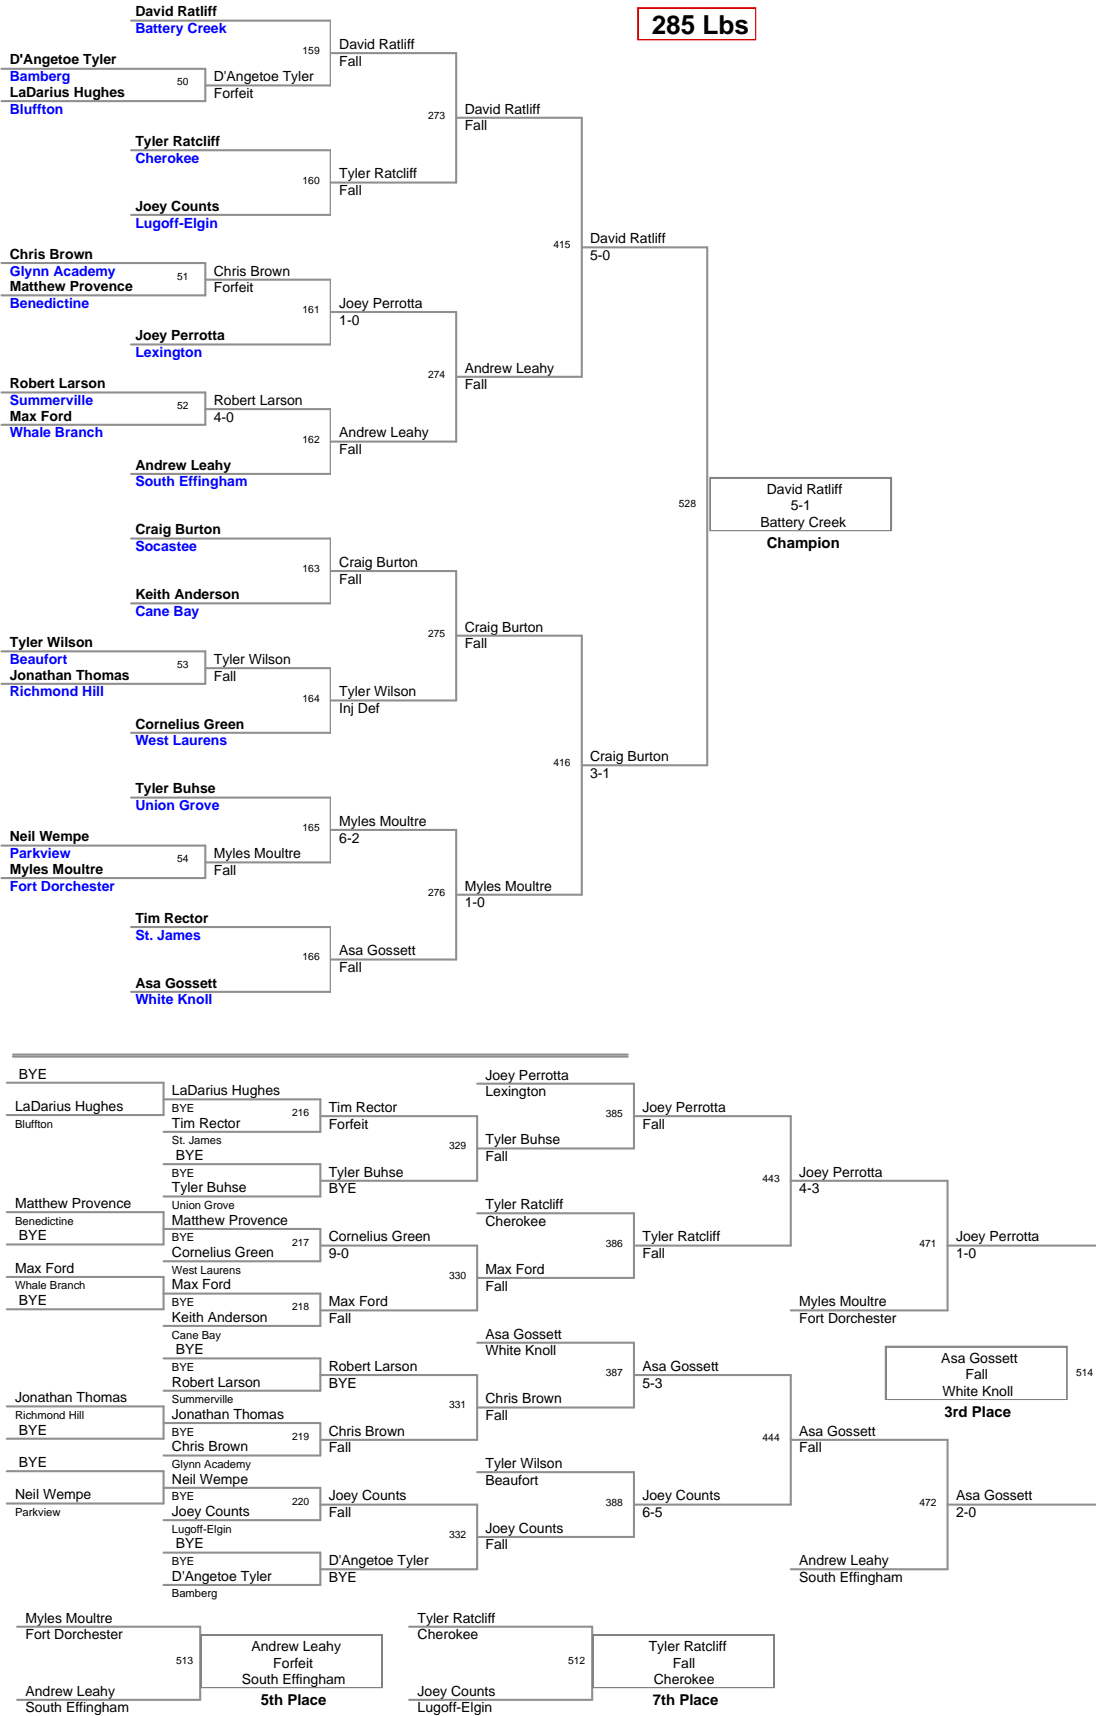 285 Lbs
David Ratliff
Battery Creek
159
David Ratliff
Fall
D'Angetoe Tyler
Bamberg
50
D'Angetoe Tyler
Forfeit
LaDarius Hughes
Bluffton
273
David Ratliff
Fall
Tyler Ratcliff
Cherokee
160
Tyler Ratcliff
Fall
Joey Counts
Lugoff-Elgin
415
David Ratliff
5-0
Chris Brown
Glynn Academy
51
Chris Brown
Forfeit
Matthew Provence
Benedictine
161
Joey Perrotta
1-0
Joey Perrotta
Lexington
274
Andrew Leahy
Fall
Robert Larson
Summerville
52
Robert Larson
4-0
Max Ford
Whale Branch
162
Andrew Leahy
Fall
Andrew Leahy
South Effingham
528
David Ratliff
5-1
Battery Creek
Champion
Craig Burton
Socastee
163
Craig Burton
Fall
Keith Anderson
Cane Bay
275
Craig Burton
Fall
Tyler Wilson
Beaufort
53
Tyler Wilson
Fall
Jonathan Thomas
Richmond Hill
164
Tyler Wilson
Inj Def
Cornelius Green
West Laurens
416
Craig Burton
3-1
Tyler Buhse
Union Grove
165
Myles Moultre
6-2
Neil Wempe
Parkview
54
Myles Moultre
Fall
Myles Moultre
Fort Dorchester
276
Myles Moultre
1-0
Tim Rector
St. James
166
Asa Gossett
Fall
Asa Gossett
White Knoll
BYE
LaDarius Hughes
Bluffton
LaDarius Hughes
BYE
216
Tim Rector
St. James
Tim Rector
Forfeit
BYE
BYE
Tyler Buhse
Union Grove
Tyler Buhse
BYE
329
Tyler Buhse
Fall
Joey Perrotta
Lexington
385
Joey Perrotta
Fall
Matthew Provence
Benedictine
BYE
Matthew Provence
BYE
217
Cornelius Green
West Laurens
Cornelius Green
9-0
Max Ford
Whale Branch
BYE
Max Ford
BYE
218
Keith Anderson
Cane Bay
Max Ford
Fall
330
Max Ford
Fall
Tyler Ratcliff
Cherokee
386
Tyler Ratcliff
Fall
443
Joey Perrotta
4-3
Myles Moultre
Fort Dorchester
471
Joey Perrotta
1-0
BYE
BYE
Robert Larson
Summerville
Robert Larson
BYE
Jonathan Thomas
Richmond Hill
BYE
Jonathan Thomas
BYE
219
Chris Brown
Glynn Academy
Chris Brown
Fall
331
Chris Brown
Fall
Asa Gossett
White Knoll
387
Asa Gossett
5-3
BYE
Neil Wempe
Parkview
Neil Wempe
BYE
220
Joey Counts
Lugoff-Elgin
Joey Counts
Fall
BYE
BYE
D'Angetoe Tyler
Bamberg
D'Angetoe Tyler
BYE
332
Joey Counts
Fall
Tyler Wilson
Beaufort
388
Joey Counts
6-5
444
Asa Gossett
Fall
Andrew Leahy
South Effingham
472
Asa Gossett
2-0
Asa Gossett
Fall
White Knoll
514
3rd Place
Myles Moultre
Fort Dorchester
513
Andrew Leahy
South Effingham
Andrew Leahy
Forfeit
South Effingham
5th Place
Tyler Ratcliff
Cherokee
512
Joey Counts
Lugoff-Elgin
Tyler Ratcliff
Fall
Cherokee
7th Place